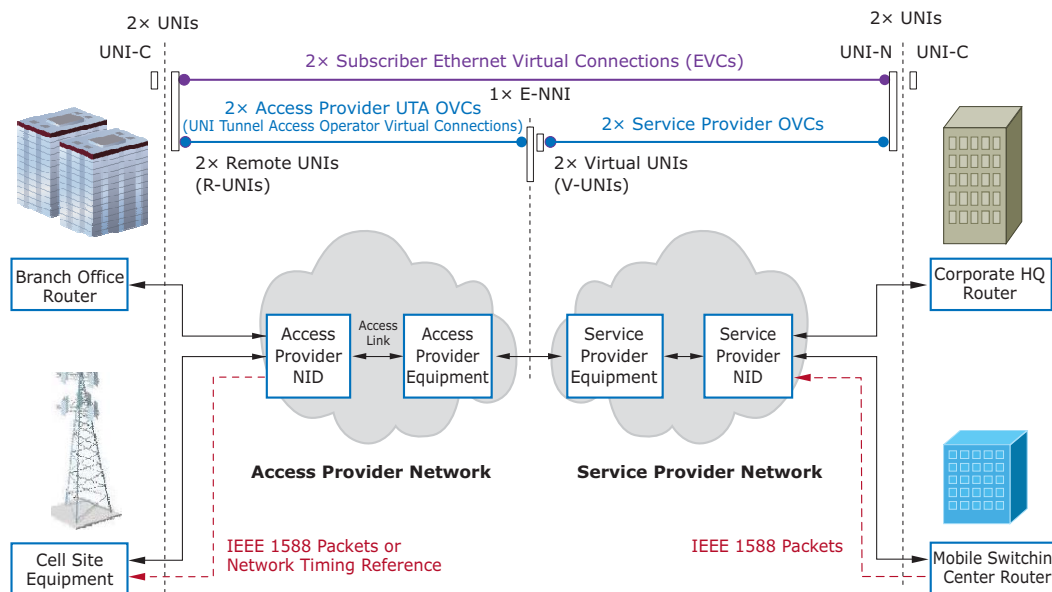 2× UNIs
2× UNIs
UNI-C
2× Subscriber Ethernet Virtual Connections (EVCs)
UNI-N
UNI-C
1× E-NNI
2× Access Provider UTA OVCs
(UNI Tunnel Access Operator Virtual Connections)
2× Service Provider OVCs
2× Remote UNIs
(R-UNIs)
2× Virtual UNIs
(V-UNIs)
Branch Office
Router
Corporate HQ
Router
Access
Provider
NID
Access
Link
Access
Provider
Equipment
Service
Provider
Equipment
Service
Provider
NID
Access Provider Network
Service Provider Network
IEEE 1588 Packets or
Network Timing Reference
IEEE 1588 Packets
Cell Site
Equipment
Mobile Switchin
Center Router